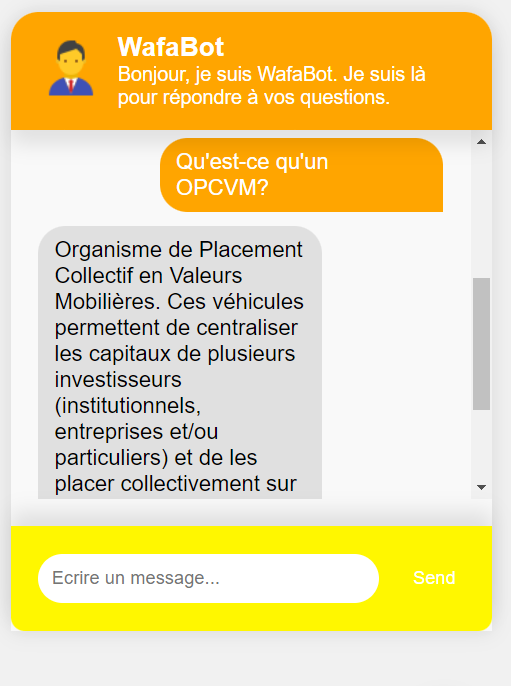 WafaBot
Bonjour, je suis WafaBot. Je suis là
pour répondre à vos questions.
Qu'est-ce qu'un
OPCVM?
Organisme de Placement
Collectif en Valeurs
Mobilières. Ces véhicules
permettent de centraliser
les capitaux de plusieurs
investisseurs
(institutionnels,
entreprises et/ou
particuliers) et de les
placer collectivement sur
Ecrire un message...
Send